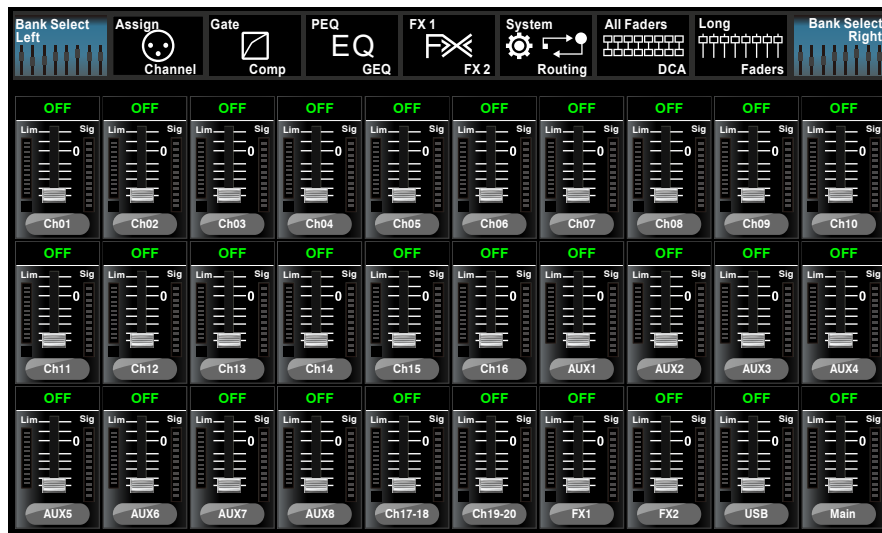 Bank Select Left
Assign Channel
Gate Comp
PEQ EQ GEQ
FX 1 FX FX 2
System Routing
All Faders DCA
Long Faders
Bank Select Right
OFF OFF OFF OFF OFF OFF OFF OFF OFF OFF
Lim Sig Lim Sig Lim Sig Lim Sig Lim Sig Lim Sig Lim Sig Lim Sig Lim Sig Lim Sig
0 0 0 0 0 0 0 0 0 0
Ch01 Ch02 Ch03 Ch04 Ch05 Ch06 Ch07 Ch08 Ch09 Ch10
OFF OFF OFF OFF OFF OFF OFF OFF OFF OFF
Lim Sig Lim Sig Lim Sig Lim Sig Lim Sig Lim Sig Lim Sig Lim Sig Lim Sig Lim Sig
0 0 0 0 0 0 0 0 0 0
Ch11 Ch12 Ch13 Ch14 Ch15 Ch16 AUX1 AUX2 AUX3 AUX4
OFF OFF OFF OFF OFF OFF OFF OFF OFF OFF
Lim Sig Lim Sig Lim Sig Lim Sig Lim Sig Lim Sig Lim Sig Lim Sig Lim Sig Lim Sig
0 0 0 0 0 0 0 0 0 0
AUX5 AUX6 AUX7 AUX8 Ch17-18 Ch19-20 FX1 FX2 USB Main